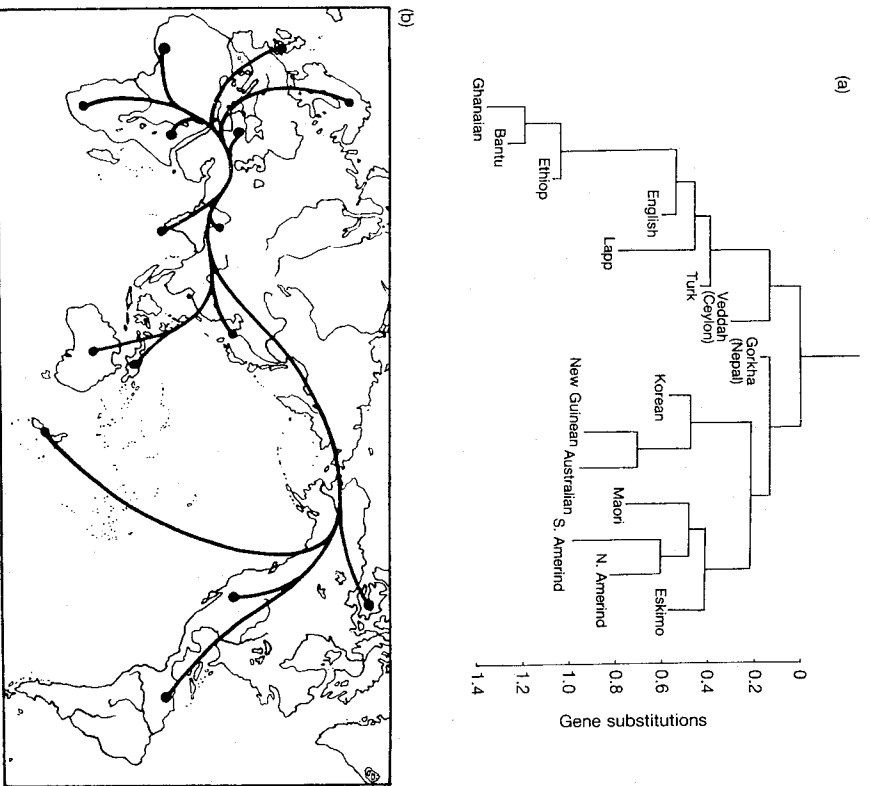 (a)
Ghanaian
Bantu
Ethiop
English
Lapp
Turk
Veddah
(Ceylon)
Gorkha
(Nepal)
Korean
New Guinean
Australian
Maori
S. Amerind
N. Amerind
Eskimo
0
0.2
0.4
0.6
0.8
1.0
1.2
1.4
Gene substitutions
(b)